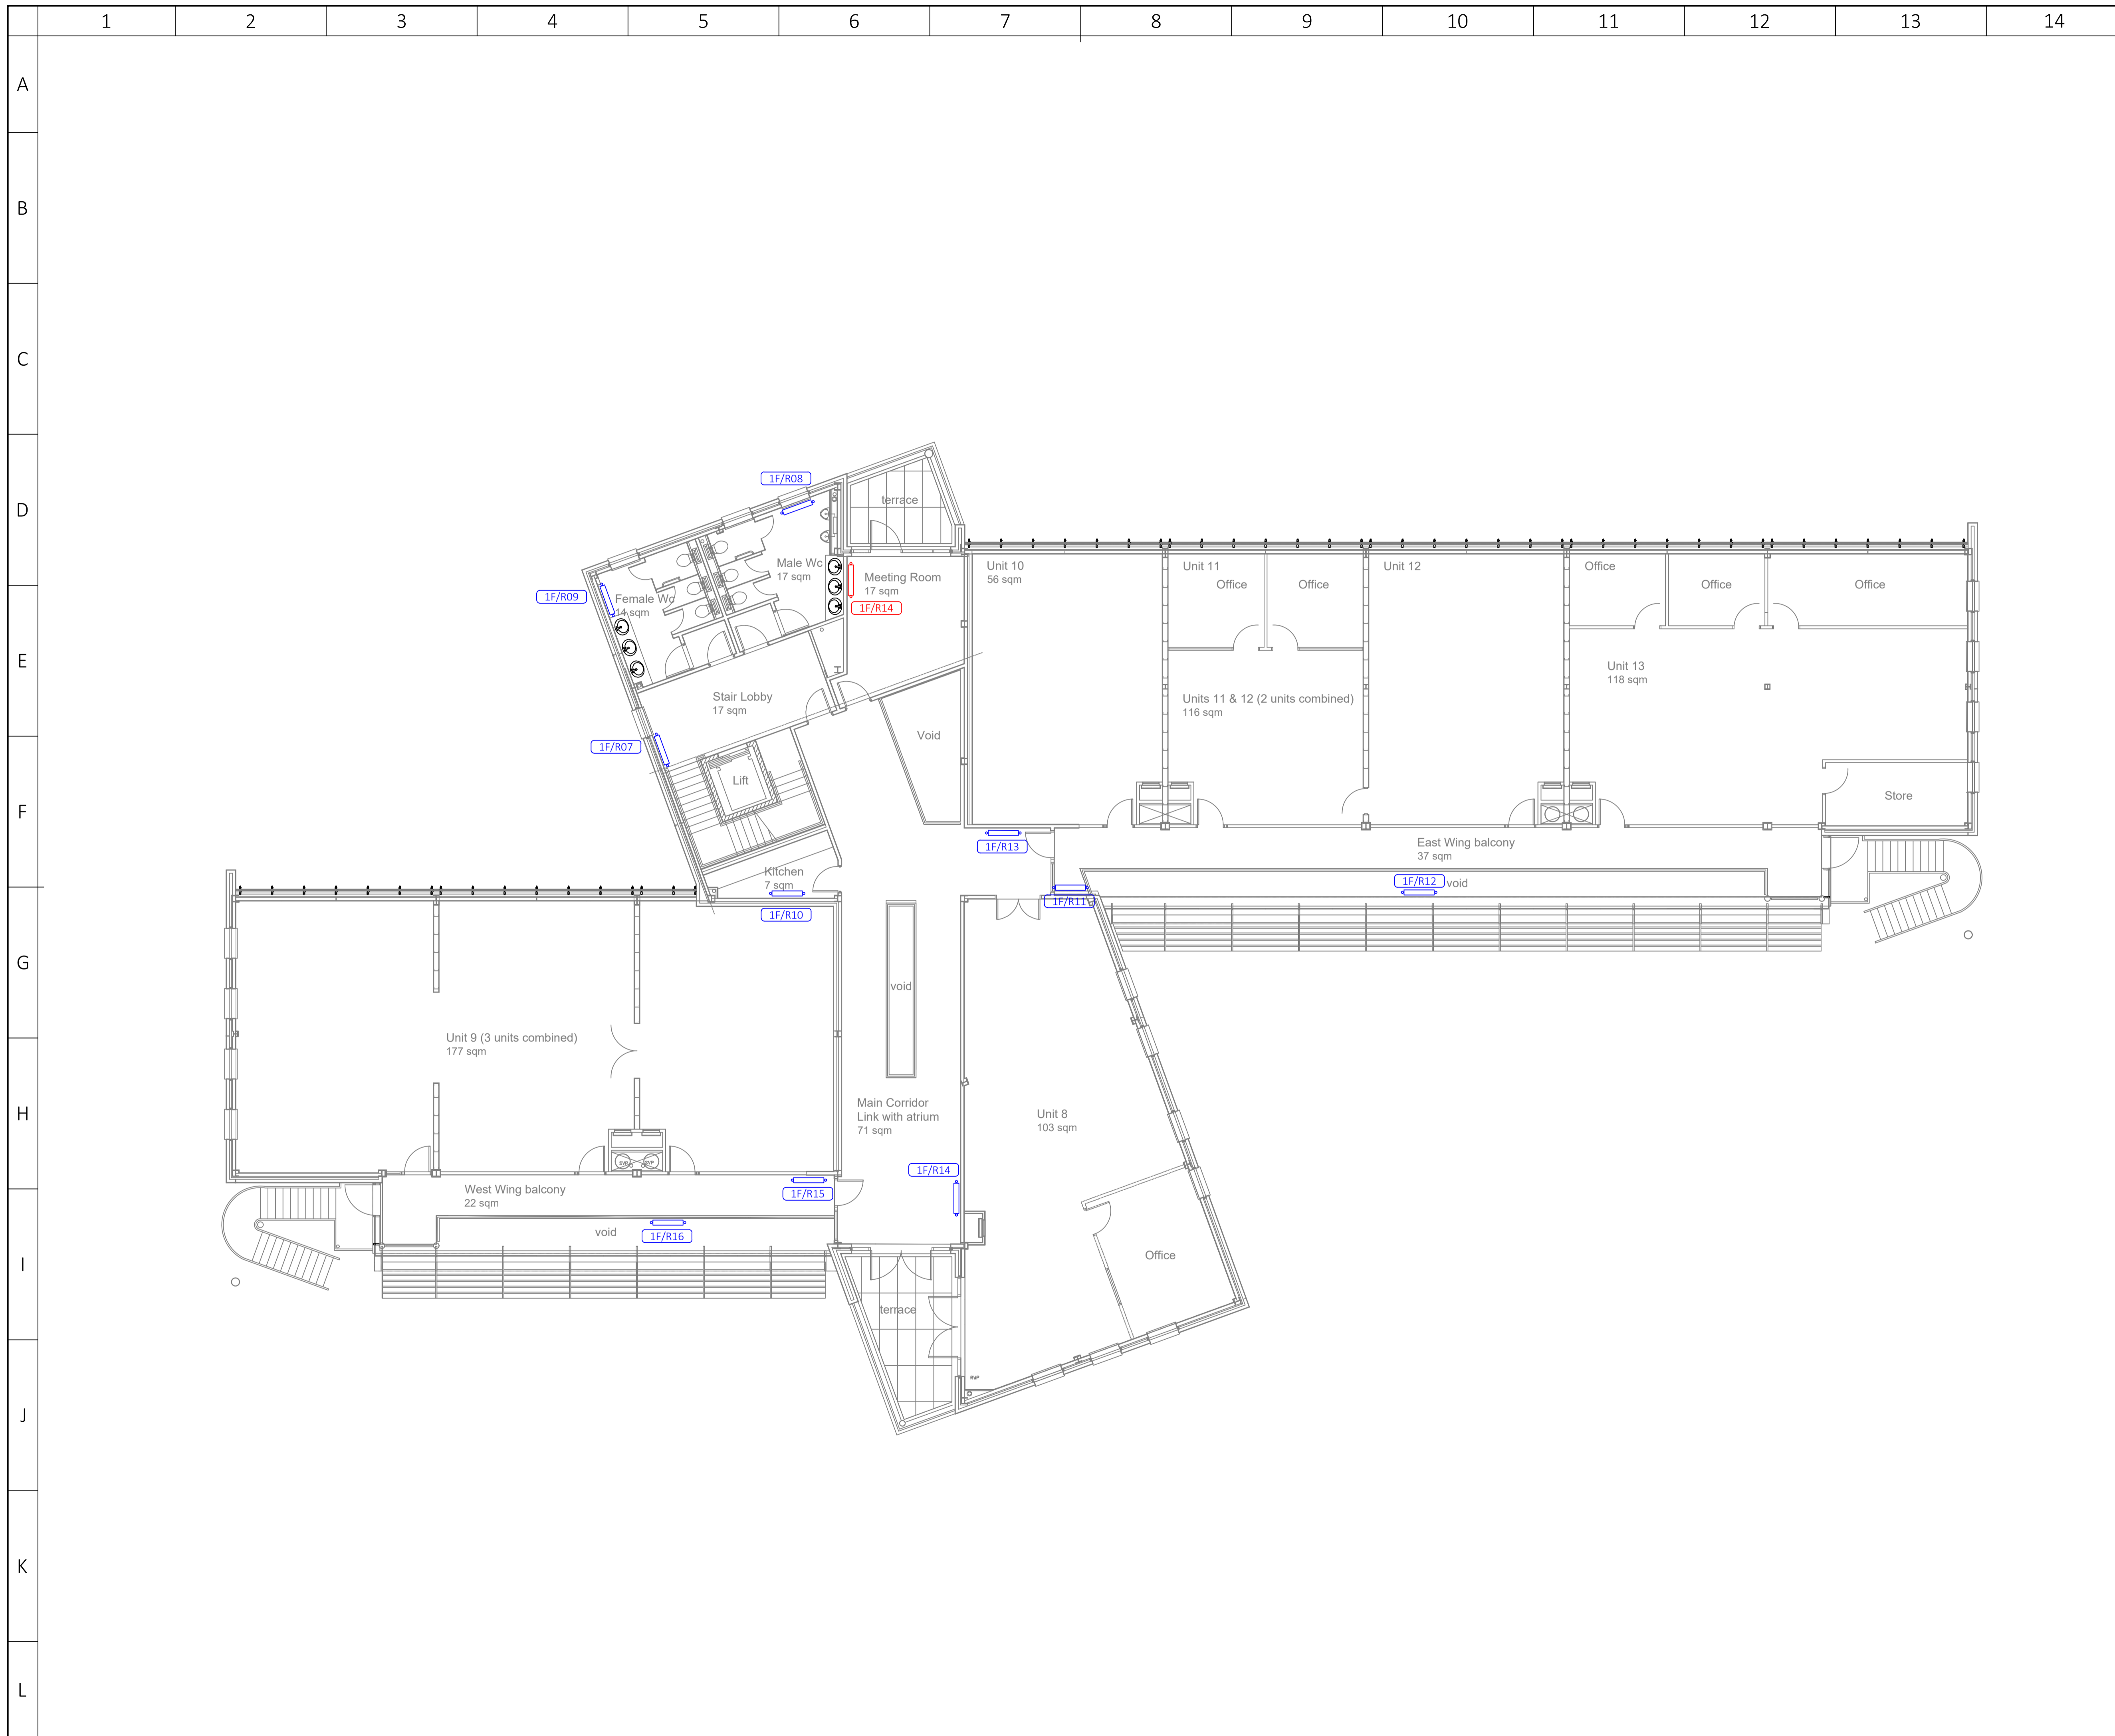 1 2 3 4 5 6 7 8 9 10 11 12 13 14
A
B
C
D
E
F
G
H
I
J
K
L
1F/R08
terrace
Male Wc
17 sqm
Meeting Room
17 sqm
1F/R14
1F/R09
Female Wc
14 sqm
Unit 10
56 sqm
Unit 11
Office
Office
Unit 12
Office
Office
Office
Unit 13
118 sqm
Units 11 & 12 (2 units combined)
116 sqm
Stair Lobby
17 sqm
Void
1F/R07
Lift
Store
1F/R13
East Wing balcony
37 sqm
Kitchen
7 sqm
1F/R10
1F/R11
1F/R12
void
void
Unit 9 (3 units combined)
177 sqm
Main Corridor
Link with atrium
71 sqm
Unit 8
103 sqm
SVP
SVP
1F/R14
West Wing balcony
22 sqm
1F/R15
void
1F/R16
Office
terrace
RWP